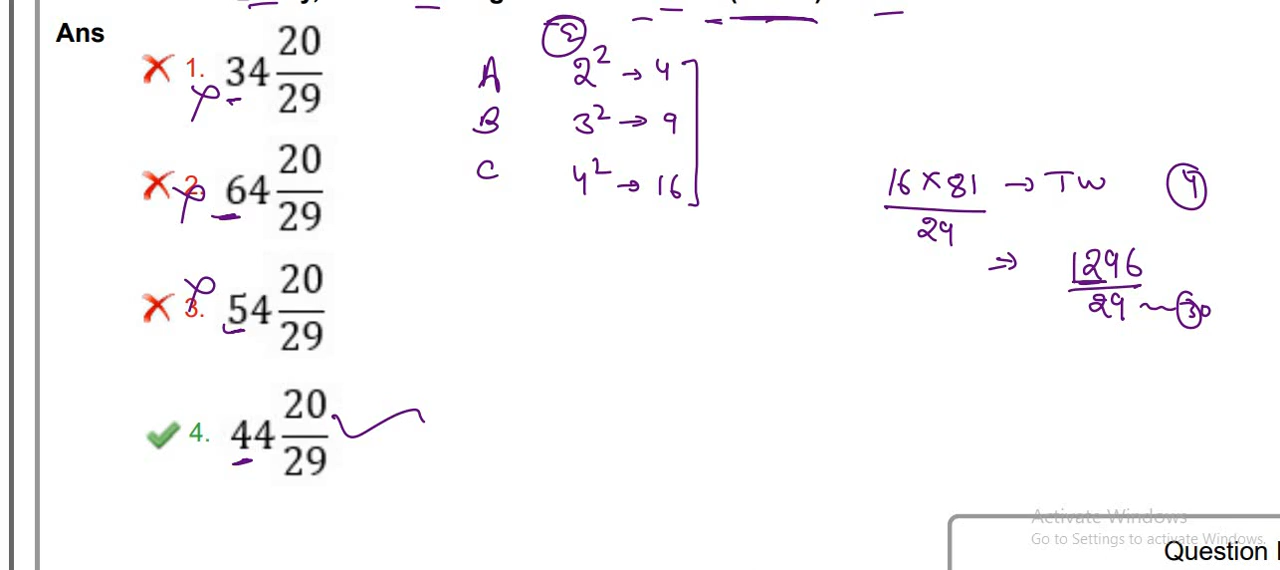 Ans
1. 34 20/29
2. 64 20/29
3. 54 20/29
4. 44 20/29
A 2² → 4
B 3² → 9
C 4² → 16
16 × 81 / 29 → TW
4
⇒ 1296 / 29 ~ 30
Activate Windows
Go to Settings to activate Windows.
Question